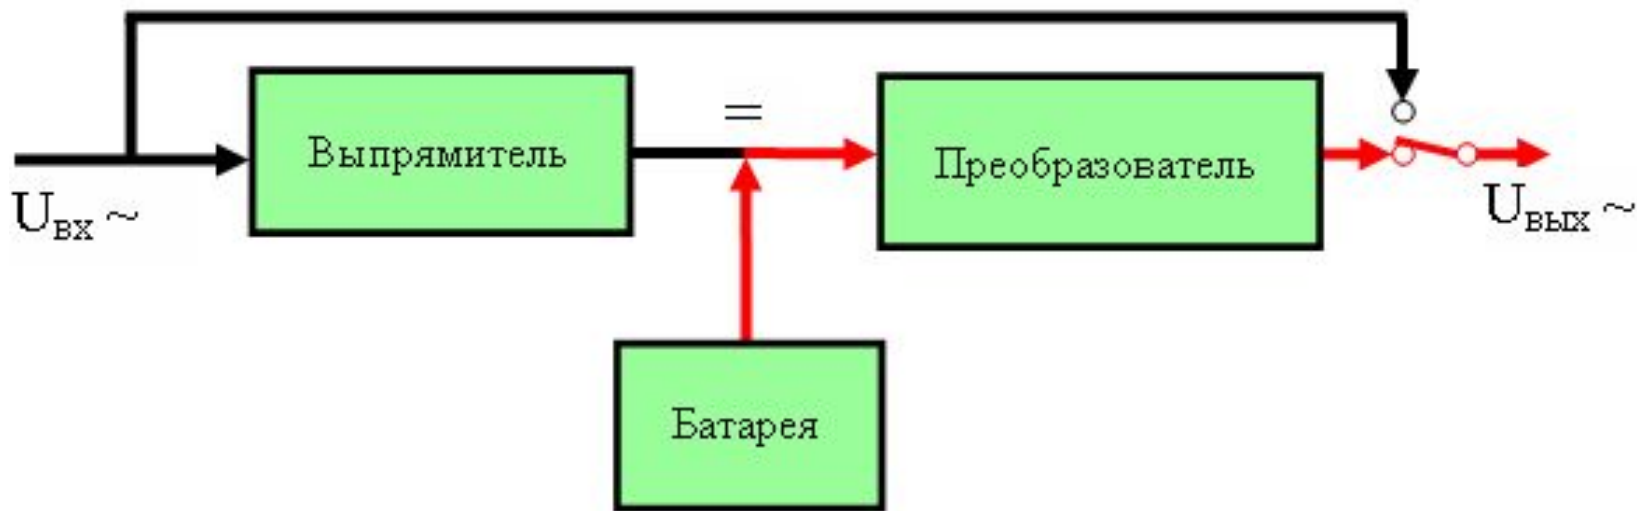 =
Выпрямитель
Преобразователь
Uвх ~
Uвых ~
Батарея